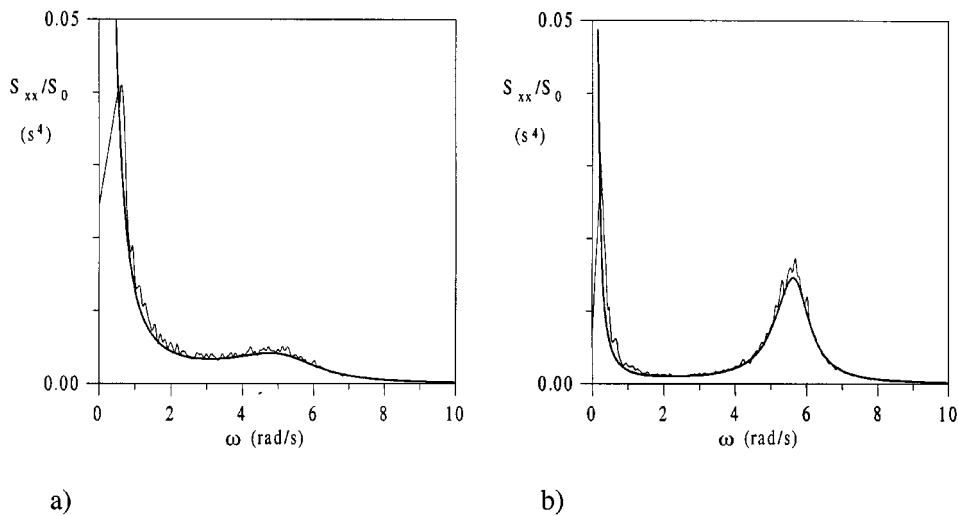 0.05
S xx /S 0
(s⁴)
0.00
0 2 4 6 8 10
ω (rad/s)
a)
0.05
S xx /S 0
(s⁴)
0.00
0 2 4 6 8 10
ω (rad/s)
b)